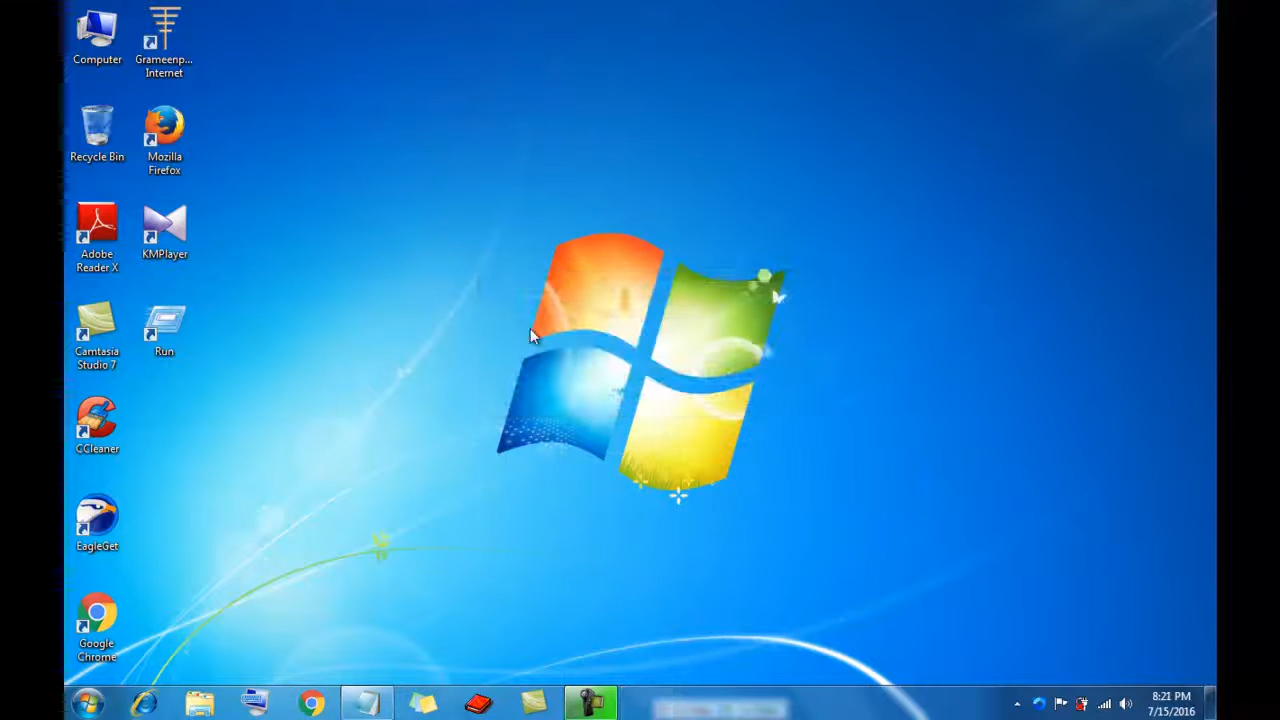 Computer
Grameenp...
Internet
Recycle Bin
Mozilla
Firefox
Adobe
Reader X
KMPlayer
Camtasia
Studio 7
Run
CCleaner
EagleGet
Google
Chrome
8:21 PM
7/15/2016